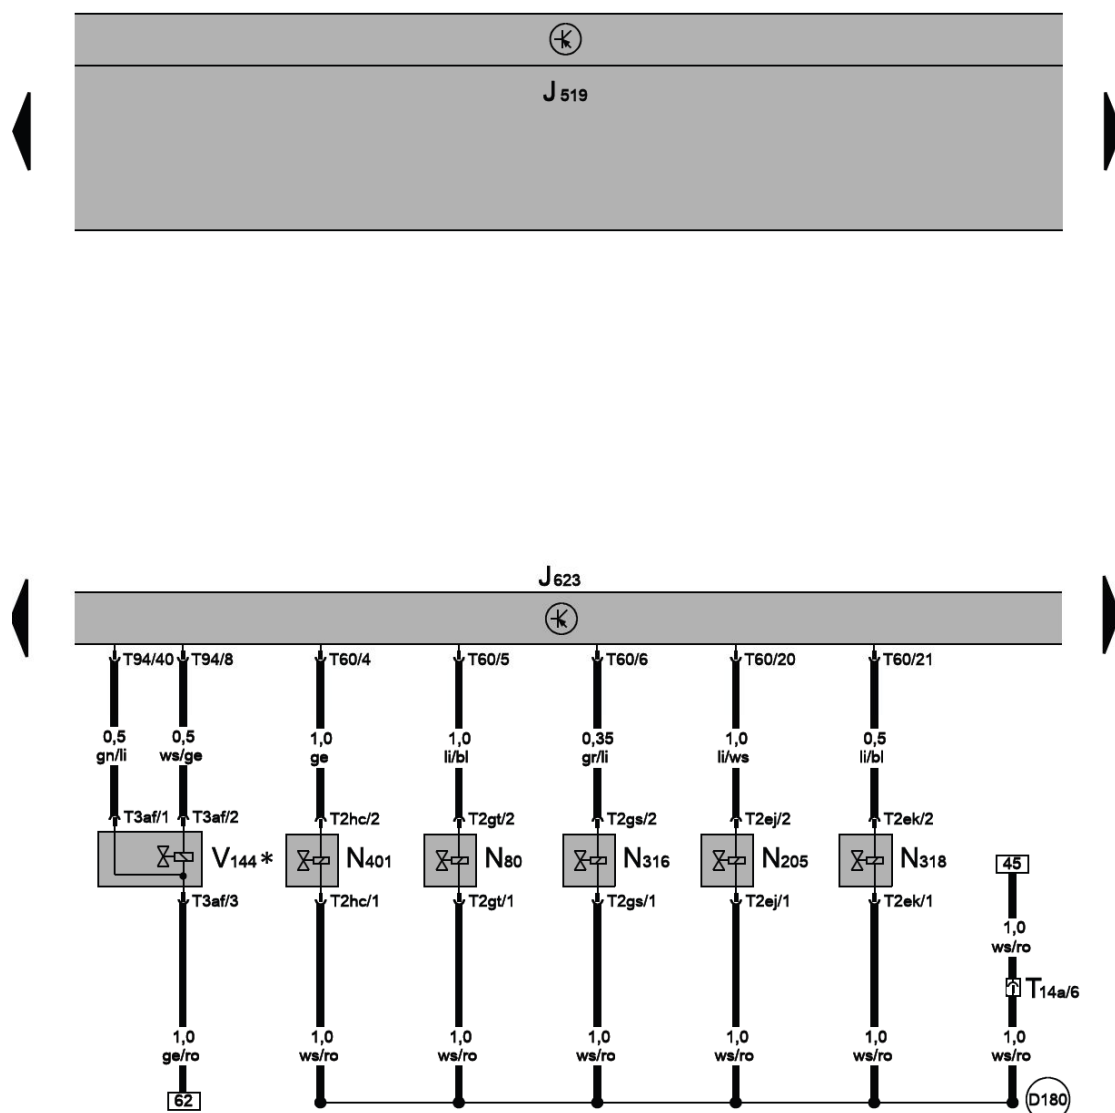 J 519
J623
T94/40 T94/8 T60/4 T60/5 T60/6 T60/20 T60/21
0,5 0,5 1,0 1,0 0,35 1,0 0,5
gn/li ws/ge ge li/bl gr/li li/ws li/bl
T3af/1 T3af/2 T2hc/2 T2gt/2 T2gs/2 T2ej/2 T2ek/2
V144* N401 N80 N316 N205 N318 45
T3af/3 T2hc/1 T2gt/1 T2gs/1 T2ej/1 T2ek/1
1,0
ws/ro
T14a/6
1,0 1,0 1,0 1,0 1,0 1,0 1,0
ge/ro ws/ro ws/ro ws/ro ws/ro ws/ro ws/ro
62 D180